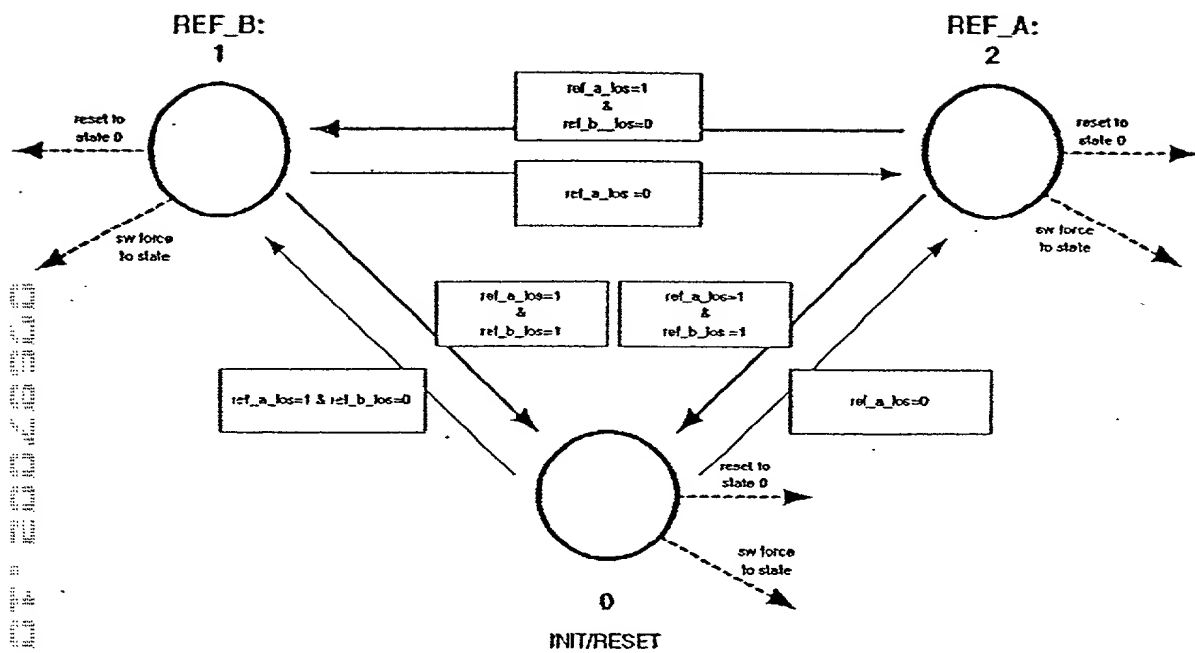 REF_B:
1
REF_A:
2
ref_a_los=1
&
ref_b_los=0
ref_a_los =0
reset to
state 0
sw force
to state
reset to
state 0
sw force
to state
ref_a_los=1
&
ref_b_los=1
ref_a_los=1
&
ref_b_los =1
ref_a_los=1 & ref_b_los=0
ref_a_los=0
reset to
state 0
sw force
to state
0
INIT/RESET